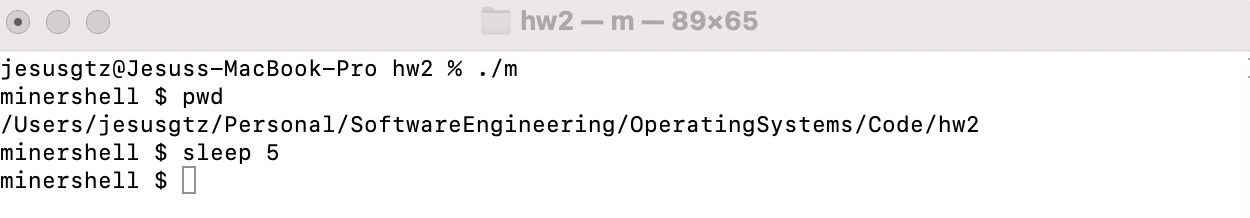 hw2 — m — 89×65
jesusgtz@Jesuss-MacBook-Pro hw2 % ./m
minershell $ pwd
/Users/jesusgtz/Personal/SoftwareEngineering/OperatingSystems/Code/hw2
minershell $ sleep 5
minershell $